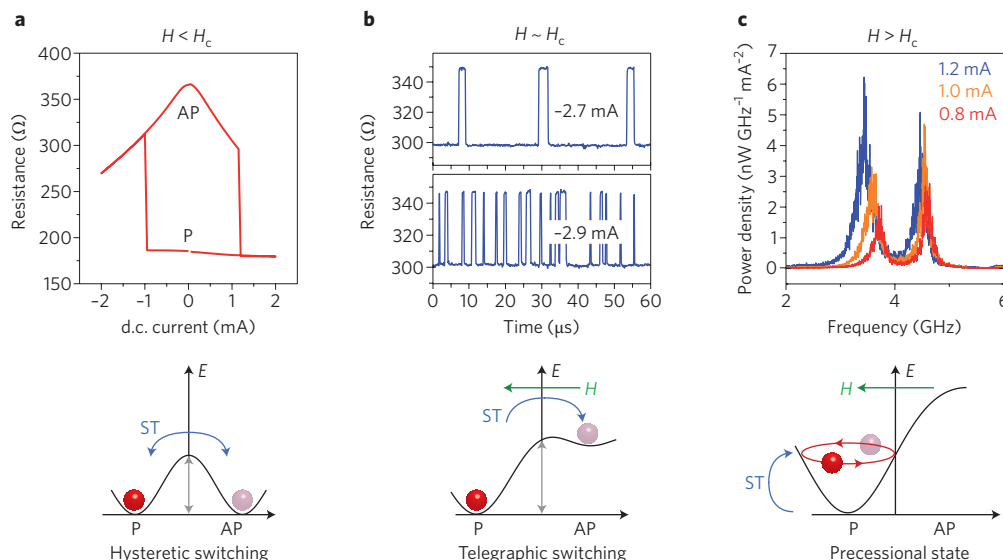 a
H < Hc
400
350
300
250
200
150
Resistance (Ω)
AP
P
−2
−1
0
1
2
d.c. current (mA)
E
ST
P
AP
Hysteretic switching
b
H ~ Hc
340
320
300
−2.7 mA
340
320
300
−2.9 mA
Resistance (Ω)
0
10
20
30
40
50
60
Time (μs)
E
H
ST
P
AP
Telegraphic switching
c
H > Hc
7
6
5
4
3
2
1
0
Power density (nW GHz⁻¹ mA⁻²)
1.2 mA
1.0 mA
0.8 mA
2
4
6
Frequency (GHz)
E
H
ST
P
AP
Precessional state